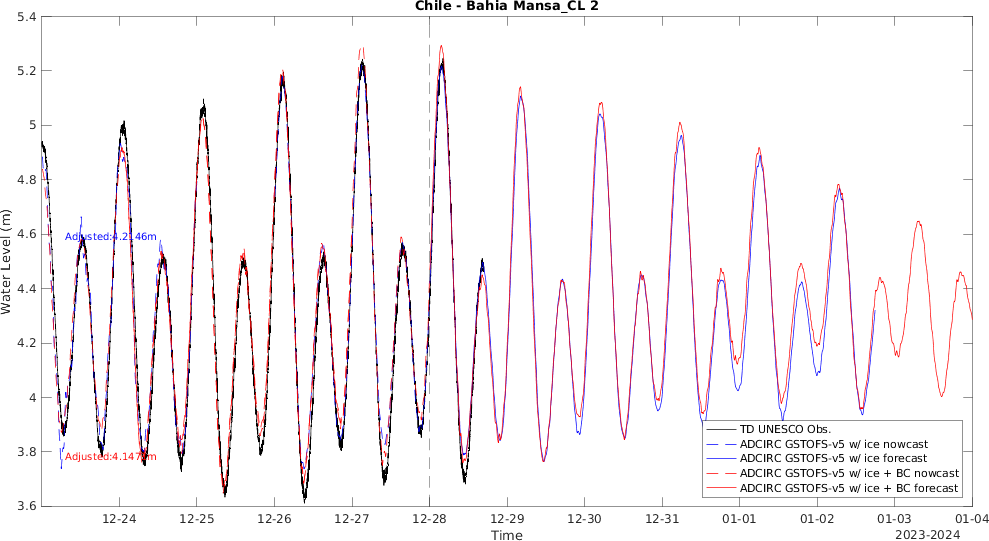 Chile - Bahia Mansa_CL 2
5.4
5.2
5
4.8
4.6
4.4
4.2
4
3.8
3.6
Water Level (m)
Adjusted:4.2146m
TD UNESCO Obs.
ADCIRC GSTOFS-v5 w/ ice nowcast
ADCIRC GSTOFS-v5 w/ ice forecast
ADCIRC GSTOFS-v5 w/ ice + BC nowcast
ADCIRC GSTOFS-v5 w/ ice + BC forecast
12-24
12-25
12-26
12-27
12-28
12-29
12-30
12-31
01-01
01-02
01-03
01-04
Time
2023-2024